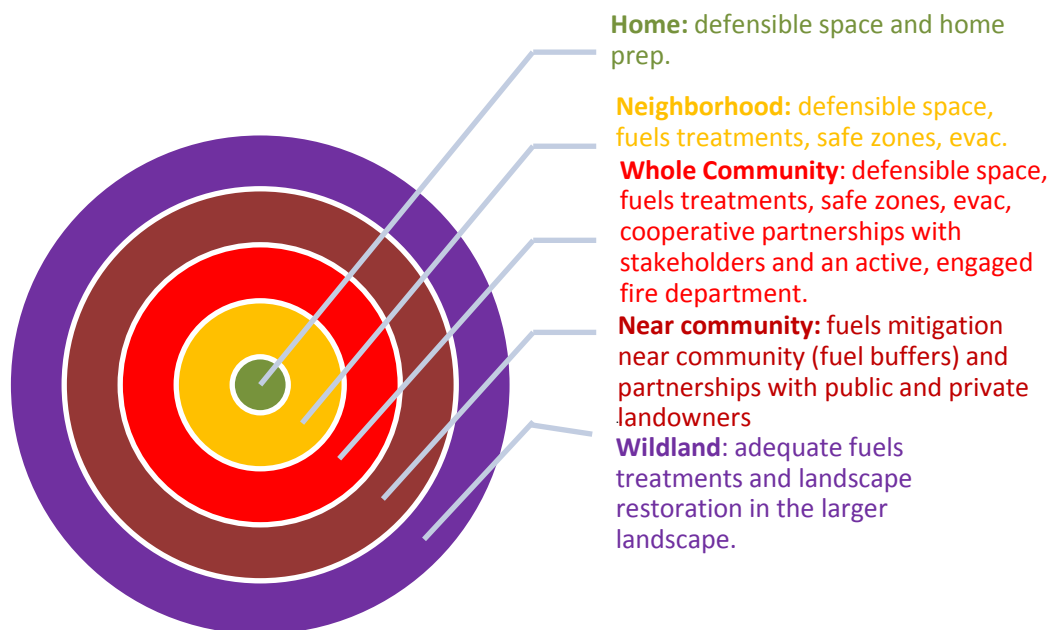 Home: defensible space and home
prep.
Neighborhood: defensible space,
fuels treatments, safe zones, evac.
Whole Community: defensible space,
fuels treatments, safe zones, evac,
cooperative partnerships with
stakeholders and an active, engaged
fire department.
Near community: fuels mitigation
near community (fuel buffers) and
partnerships with public and private
landowners
Wildland: adequate fuels
treatments and landscape
restoration in the larger
landscape.